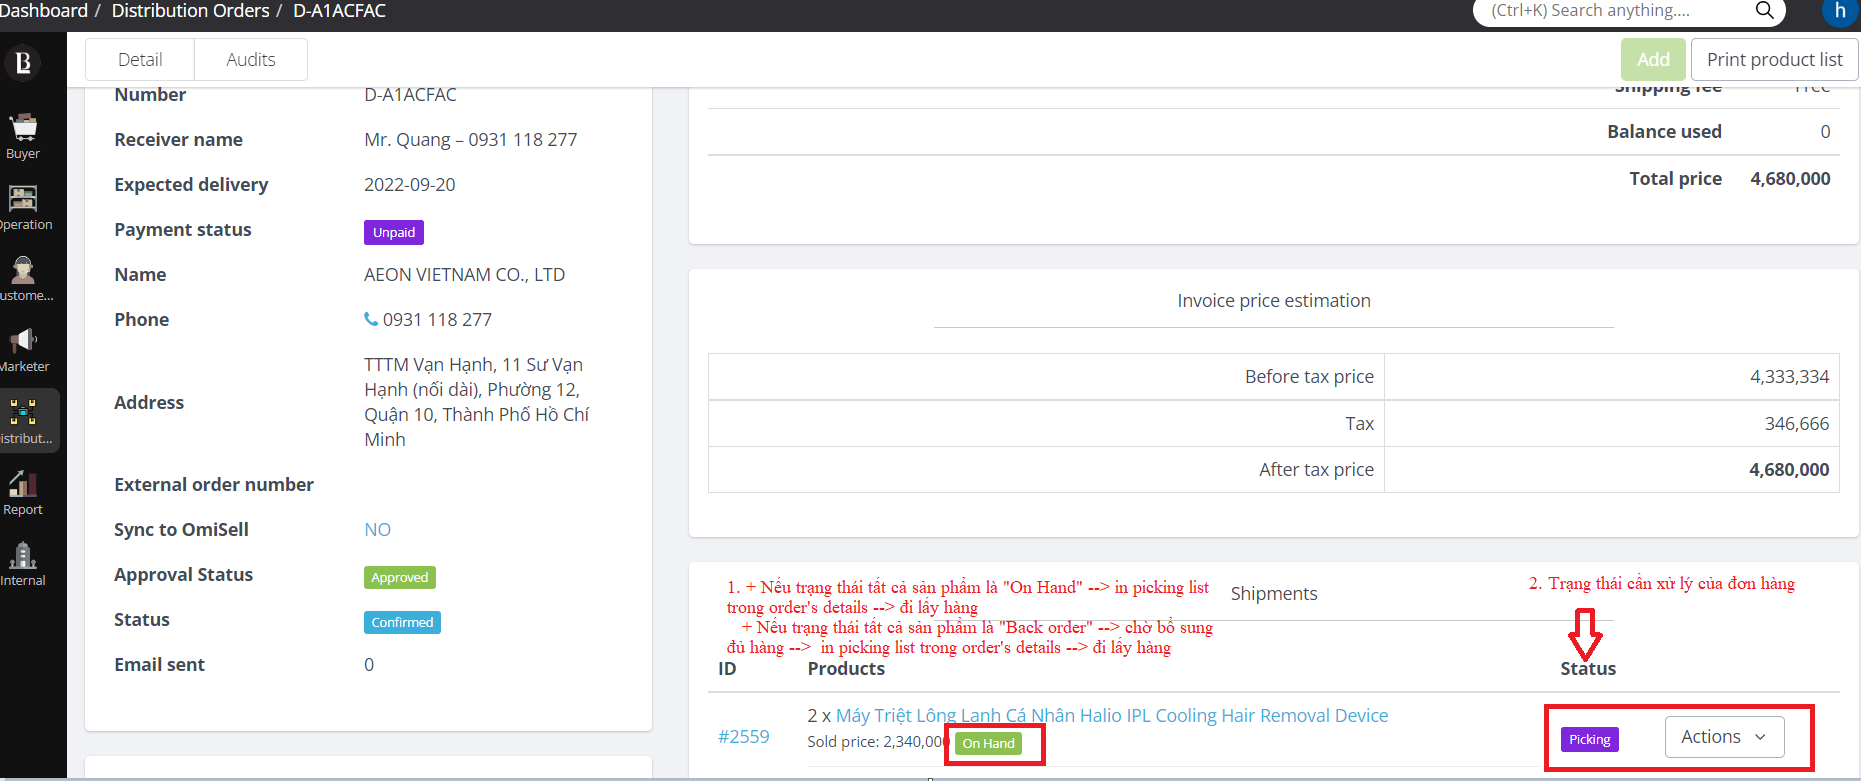 Dashboard / Distribution Orders / D-A1ACFAC
(Ctrl+K) Search anything....
h
Detail
Audits
Add
Print product list
B
Buyer
Operation
ustome...
Marketer
istribut...
Report
Internal
Number D-A1ACFAC
Receiver name Mr. Quang – 0931 118 277
Expected delivery 2022-09-20
Payment status Unpaid
Name AEON VIETNAM CO., LTD
Phone 0931 118 277
Address
TTTM Vạn Hạnh, 11 Sư Vạn
Hạnh (nối dài), Phường 12,
Quận 10, Thành Phố Hồ Chí
Minh
External order number
Sync to OmiSell NO
Approval Status Approved
Status Confirmed
Email sent 0
Shipping fee Free
Balance used 0
Total price 4,680,000
Invoice price estimation
Before tax price 4,333,334
Tax 346,666
After tax price 4,680,000
1. + Nếu trạng thái tất cả sản phẩm là "On Hand" --> in picking list
trong order's details --> đi lấy hàng
+ Nếu trạng thái tất cả sản phẩm là "Back order" --> chờ bổ sung
đủ hàng --> in picking list trong order's details --> đi lấy hàng
Shipments
2. Trạng thái cần xử lý của đơn hàng
ID Products Status
#2559
2 x Máy Triệt Lông Lạnh Cá Nhân Halio IPL Cooling Hair Removal Device
Sold price: 2,340,000 On Hand
Picking
Actions